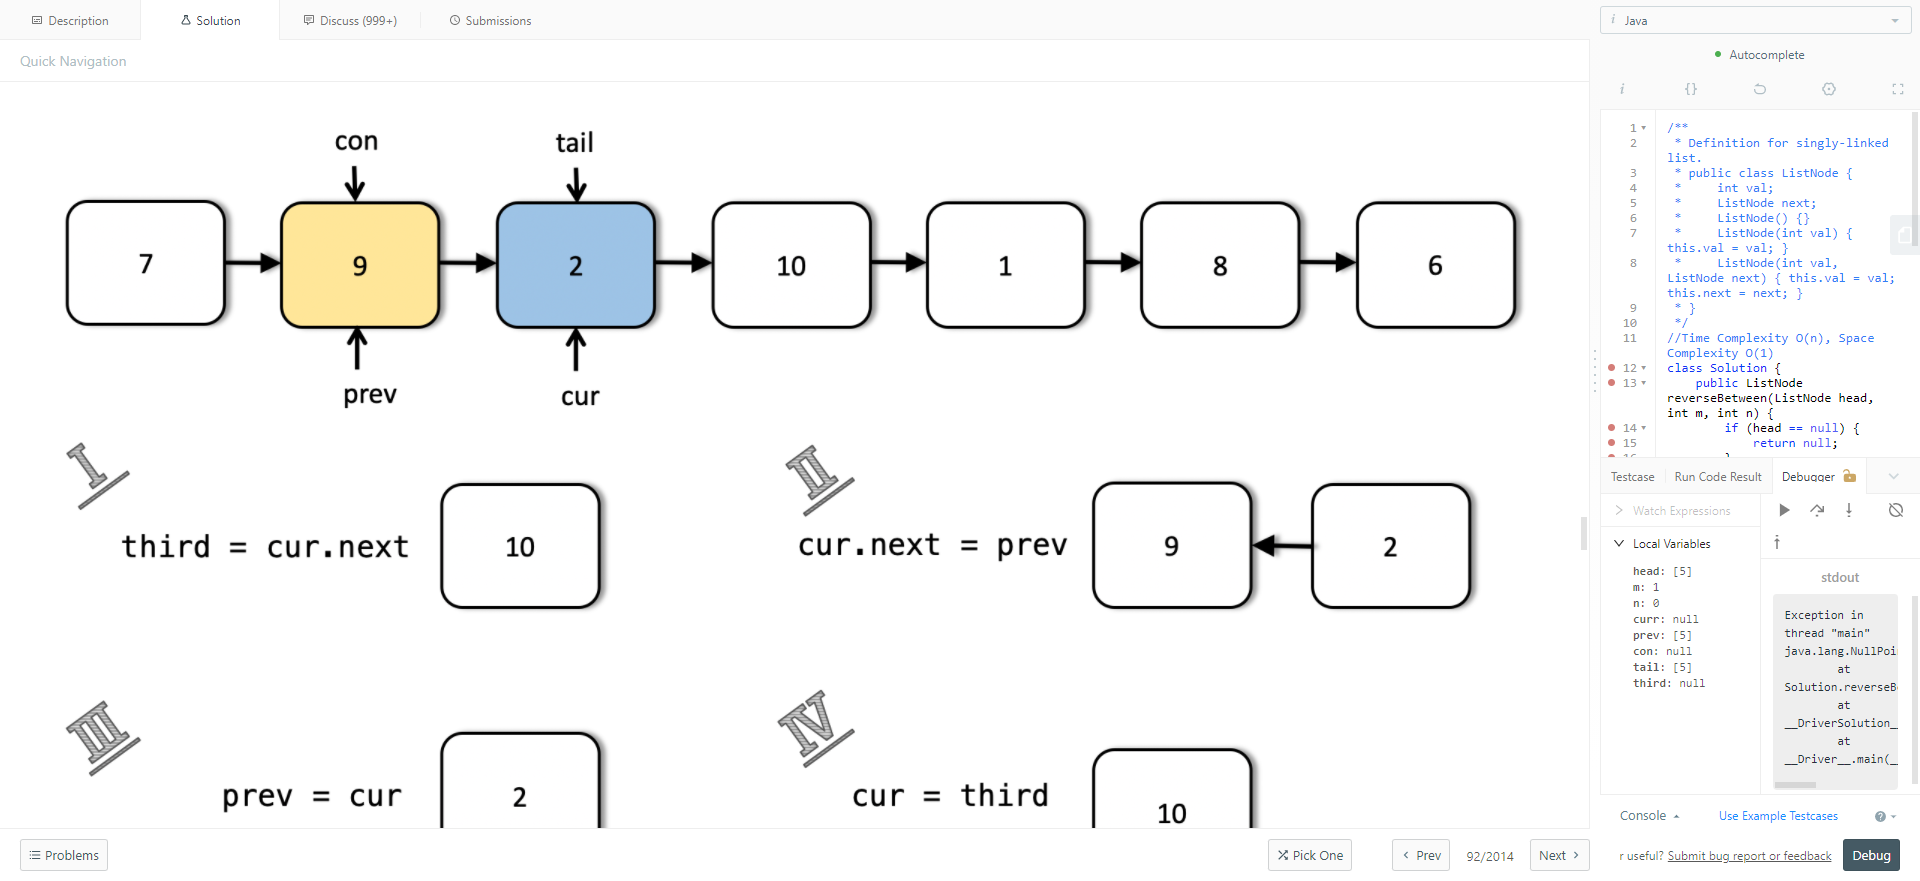 Description
Solution
Discuss (999+)
Submissions
Quick Navigation
con
tail
7
9
2
10
1
8
6
prev
cur
I
third = cur.next
10
II
cur.next = prev
9
2
III
prev = cur
2
IV
cur = third
10
Problems
Pick One
Prev
92/2014
Next
i Java
Autocomplete
i
{}
1 /**
2 * Definition for singly-linked
list.
3 * public class ListNode {
4 *     int val;
5 *     ListNode next;
6 *     ListNode() {}
7 *     ListNode(int val) {
this.val = val; }
8 *     ListNode(int val,
ListNode next) { this.val = val;
this.next = next; }
9 * }
10 */
11 //Time Complexity O(n), Space
Complexity O(1)
12 class Solution {
13     public ListNode
reverseBetween(ListNode head,
int m, int n) {
14         if (head == null) {
15             return null;
Testcase
Run Code Result
Debugger
Watch Expressions
Local Variables
head: [5]
m: 1
n: 0
curr: null
prev: [5]
con: null
tail: [5]
third: null
stdout
Exception in
thread "main"
java.lang.NullPoi
at
Solution.reverseB
at
__DriverSolution_
at
__Driver__.main(_
Console
Use Example Testcases
r useful? Submit bug report or feedback
Debug